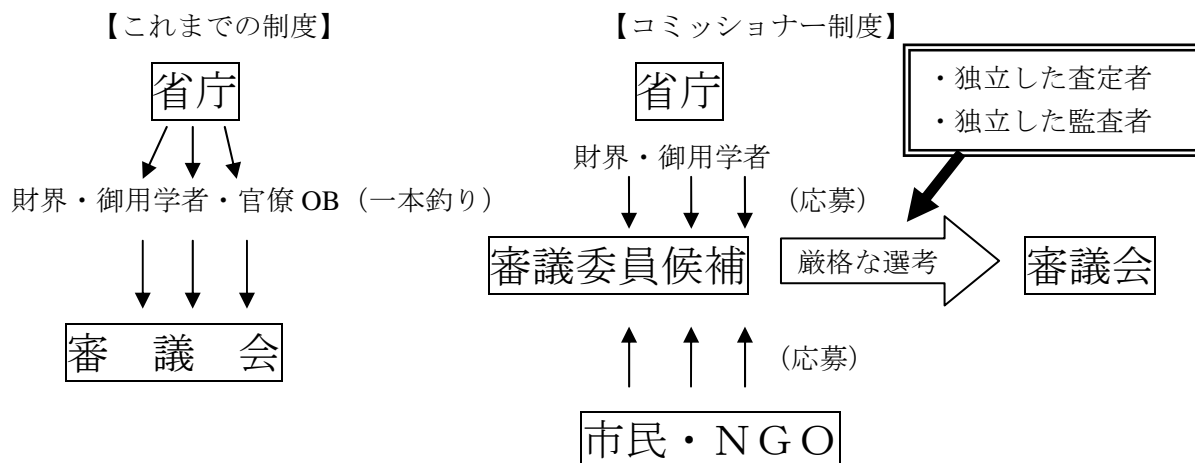 【これまでの制度】
省庁
財界・御用学者・官僚 OB（一本釣り）
審　議　会
【コミッショナー制度】
省庁
・独立した査定者
・独立した監査者
財界・御用学者
（応募）
審議委員候補
厳格な選考
審議会
（応募）
市民・ＮＧＯ